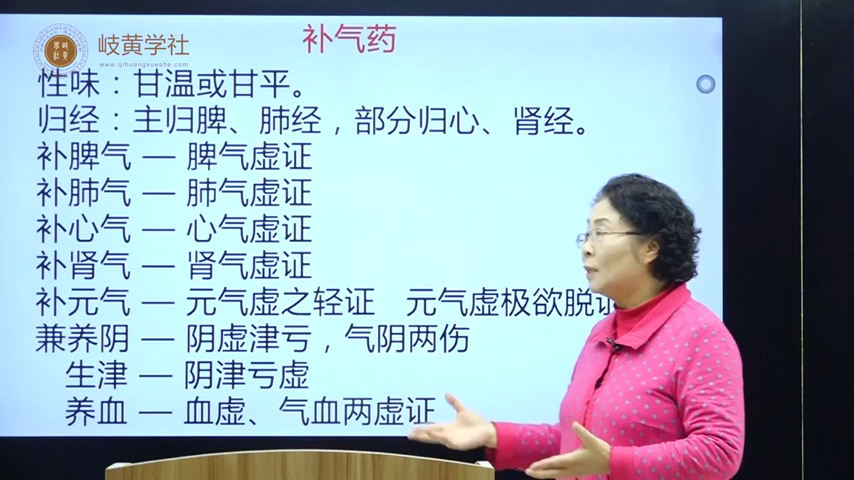 岐黄学社
www.qihuangxueshe.com
补气药
性味：甘温或甘平。
归经：主归脾、肺经，部分归心、肾经。
补脾气 — 脾气虚证
补肺气 — 肺气虚证
补心气 — 心气虚证
补肾气 — 肾气虚证
补元气 — 元气虚之轻证 元气虚极欲脱
兼养阴 — 阴虚津亏，气阴两伤
生津 — 阴津亏虚
养血 — 血虚、气血两虚证